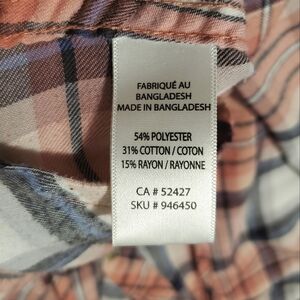 FABRIQUÉ AU
BANGLADESH
MADE IN BANGLADESH
54% POLYESTER
31% COTTON / COTON
15% RAYON / RAYONNE
CA # 52427
SKU # 946450